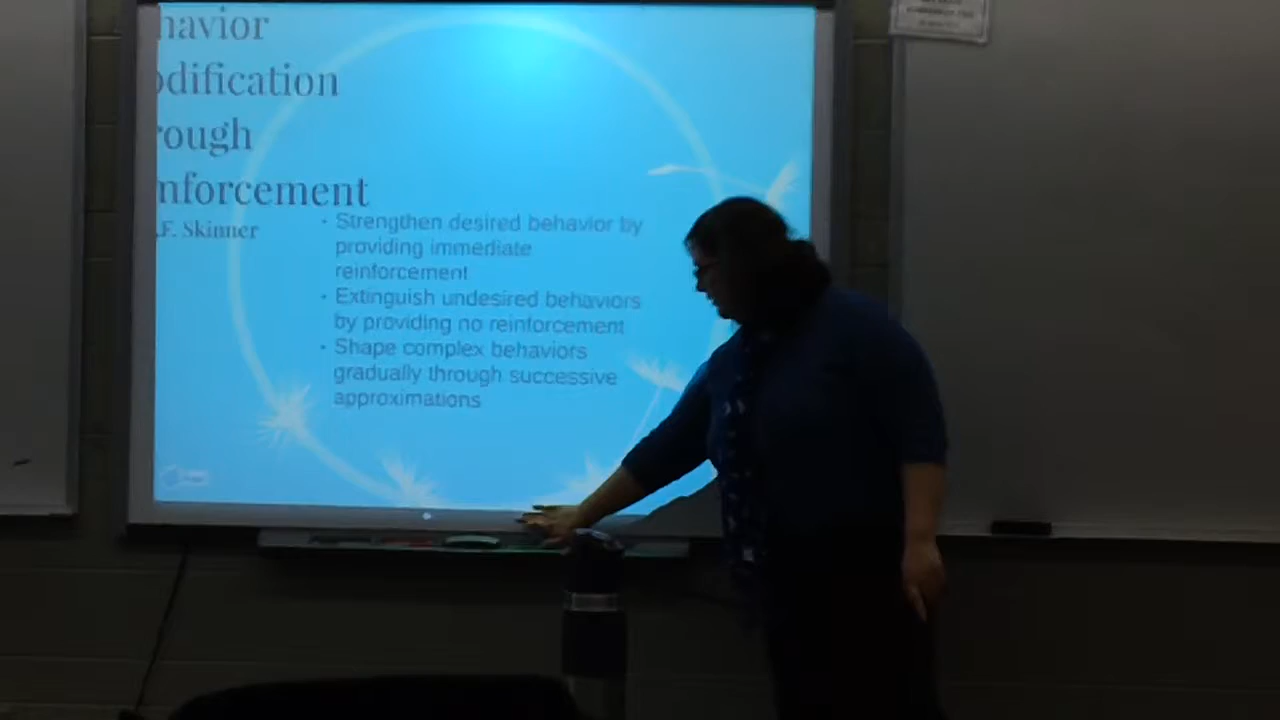 havior
odification
rough
nforcement
.F. Skinner
• Strengthen desired behavior by
providing immediate
reinforcement
• Extinguish undesired behaviors
by providing no reinforcement
• Shape complex behaviors
gradually through successive
approximations